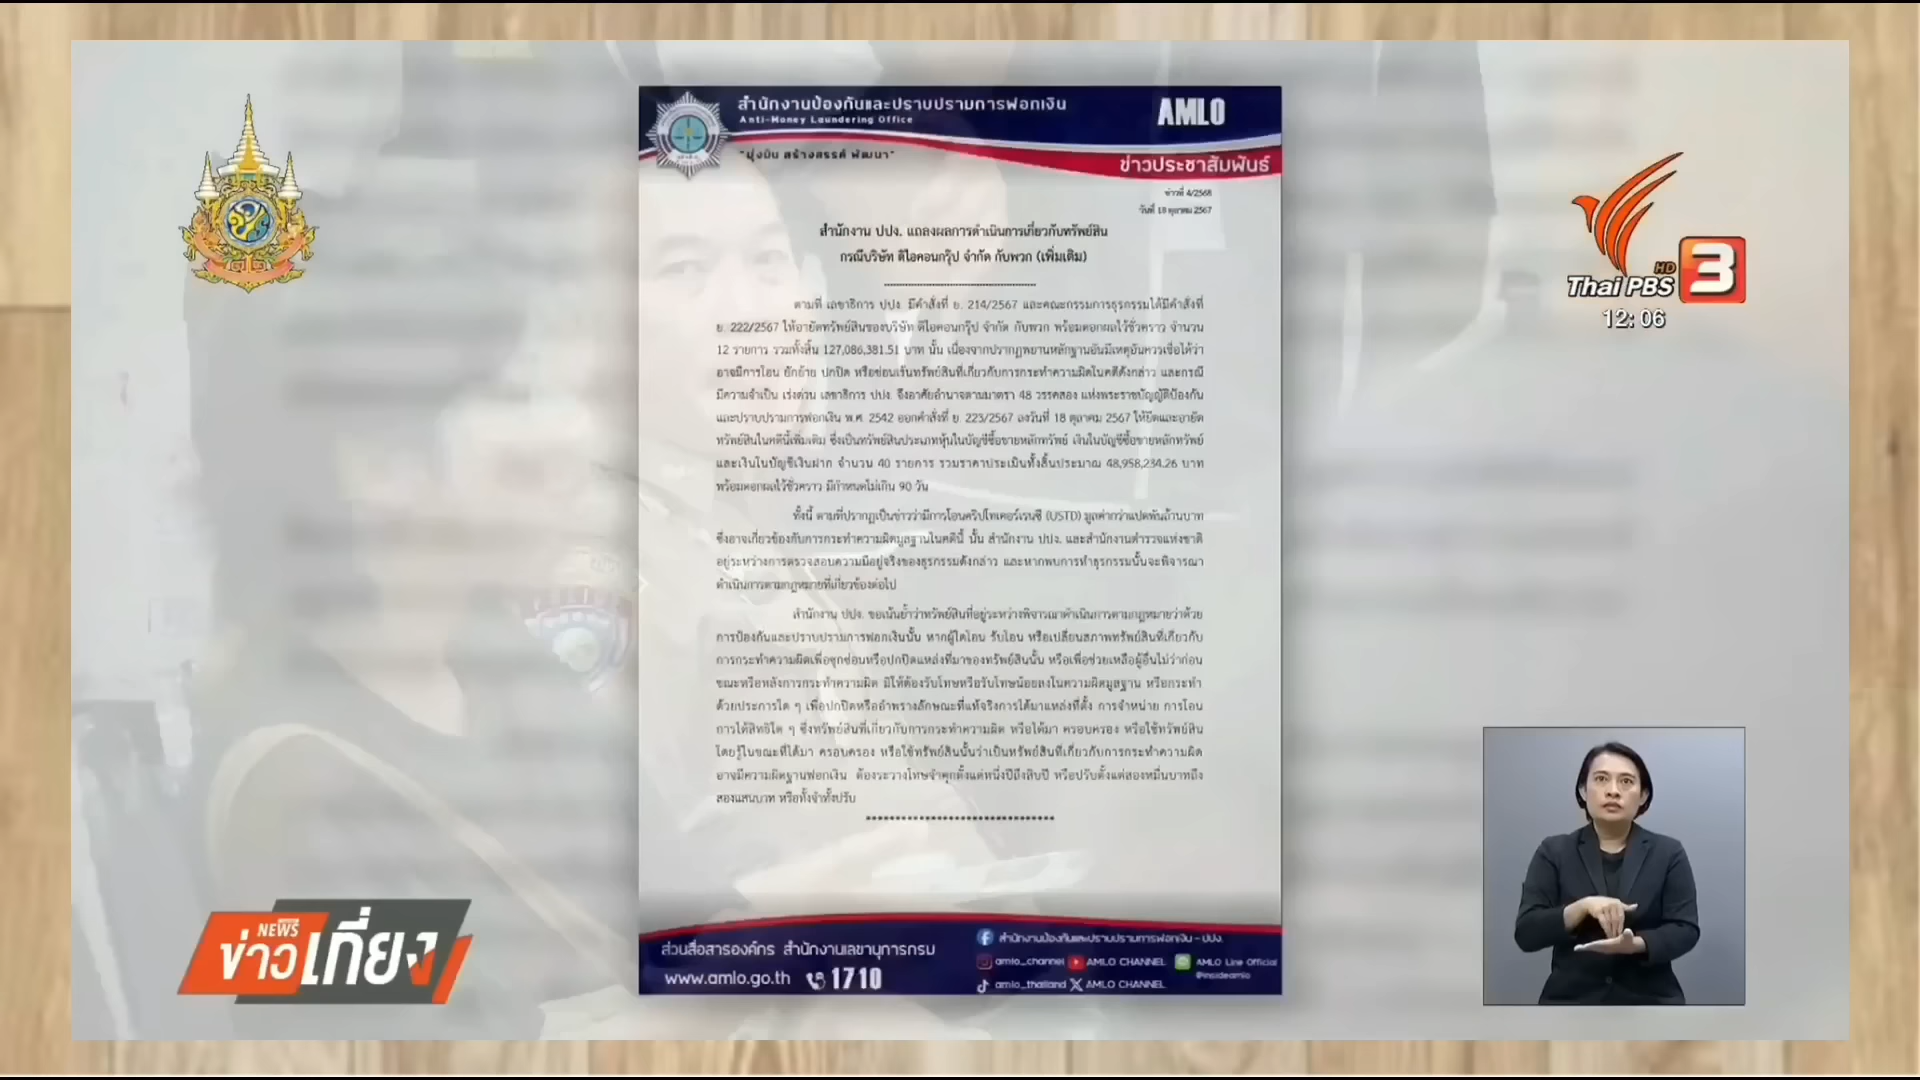 สำนักงานป้องกันและปราบปรามการฟอกเงิน
Anti-Money Laundering Office
AMLO
"มุ่งมั่น สร้างสรรค์ พัฒนา"
ข่าวประชาสัมพันธ์
ข่าวที่ 4/2568
วันที่ 18 ตุลาคม 2567
สำนักงาน ปปง. แถลงผลการดำเนินการเกี่ยวกับทรัพย์สิน
กรณีบริษัท ดิไอคอนกรุ๊ป จำกัด กับพวก (เพิ่มเติม)
ตามที่ เลขาธิการ ปปง. มีคำสั่งที่ ย. 214/2567 และคณะกรรมการธุรกรรมได้มีคำสั่งที่
ย. 222/2567 ให้อายัดทรัพย์สินของบริษัท ดิไอคอนกรุ๊ป จำกัด กับพวก พร้อมดอกผลไว้ชั่วคราว จำนวน
12 รายการ รวมทั้งสิ้น 127,086,381.51 บาท นั้น เนื่องจากปรากฏพยานหลักฐานอันมีเหตุอันควรเชื่อได้ว่า
อาจมีการโอน ยักย้าย ปกปิด หรือซ่อนเร้นทรัพย์สินที่เกี่ยวกับการกระทำความผิดในคดีดังกล่าว และกรณี
มีความจำเป็น เร่งด่วน เลขาธิการ ปปง. จึงอาศัยอำนาจตามมาตรา 48 วรรคสอง แห่งพระราชบัญญัติป้องกัน
และปราบปรามการฟอกเงิน พ.ศ. 2542 ออกคำสั่งที่ ย. 223/2567 ลงวันที่ 18 ตุลาคม 2567 ให้ยึดและอายัด
ทรัพย์สินในคดีนี้เพิ่มเติม ซึ่งเป็นทรัพย์สินประเภทหุ้นในบัญชีซื้อขายหลักทรัพย์ เงินในบัญชีซื้อขายหลักทรัพย์
และเงินในบัญชีเงินฝาก จำนวน 40 รายการ รวมราคาประเมินทั้งสิ้นประมาณ 48,958,234.26 บาท
พร้อมดอกผลไว้ชั่วคราว มีกำหนดไม่เกิน 90 วัน
ทั้งนี้ ตามที่ปรากฏเป็นข่าวว่ามีการโอนคริปโทเคอร์เรนซี (USTD) มูลค่ากว่าแปดพันล้านบาท
ซึ่งอาจเกี่ยวข้องกับการกระทำความผิดมูลฐานในคดีนี้ นั้น สำนักงาน ปปง. และสำนักงานตำรวจแห่งชาติ
อยู่ระหว่างการตรวจสอบความมีอยู่จริงของธุรกรรมดังกล่าว และหากพบการทำธุรกรรมนั้นจะพิจารณา
ดำเนินการตามกฎหมายที่เกี่ยวข้องต่อไป
สำนักงาน ปปง. ขอเน้นย้ำว่าทรัพย์สินที่อยู่ระหว่างพิจารณาดำเนินการตามกฎหมายว่าด้วย
การป้องกันและปราบปรามการฟอกเงินนั้น หากผู้ใดโอน รับโอน หรือเปลี่ยนสภาพทรัพย์สินที่เกี่ยวกับ
การกระทำความผิดเพื่อซุกซ่อนหรือปกปิดแหล่งที่มาของทรัพย์สินนั้น หรือเพื่อช่วยเหลือผู้อื่นไม่ว่าก่อน
ขณะหรือหลังการกระทำความผิด มิให้ต้องรับโทษหรือรับโทษน้อยลงในความผิดมูลฐาน หรือกระทำ
ด้วยประการใด ๆ เพื่อปกปิดหรืออำพรางลักษณะที่แท้จริงการได้มาแหล่งที่ตั้ง การจำหน่าย การโอน
การได้สิทธิใด ๆ ซึ่งทรัพย์สินที่เกี่ยวกับการกระทำความผิด หรือได้มา ครอบครอง หรือใช้ทรัพย์สิน
โดยรู้ในขณะที่ได้มา ครอบครอง หรือใช้ทรัพย์สินนั้นว่าเป็นทรัพย์สินที่เกี่ยวกับการกระทำความผิด
อาจมีความผิดฐานฟอกเงิน ต้องระวางโทษจำคุกตั้งแต่หนึ่งปีถึงสิบปี หรือปรับตั้งแต่สองหมื่นบาทถึง
สองแสนบาท หรือทั้งจำทั้งปรับ
ส่วนสื่อสารองค์กร สำนักงานเลขานุการกรม
www.amlo.go.th 1710
สำนักงานป้องกันและปราบปรามการฟอกเงิน - ปปง.
amlo_channel AMLO CHANNEL AMLO Line Official
@insideamlo
amlo_thailand AMLO CHANNEL
Thai PBS HD 3
12:06
NEWS
ข่าวเที่ยง